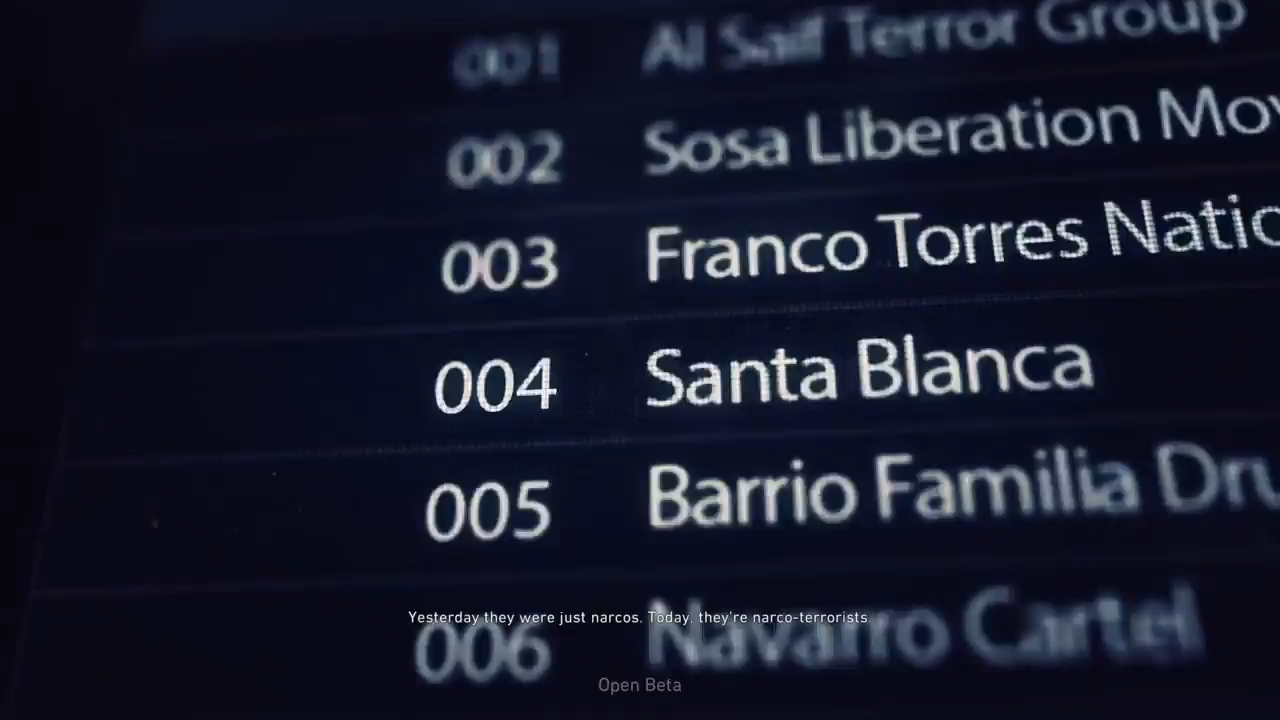 001 Al Saif Terror Group
002 Sosa Liberation Mov
003 Franco Torres Natio
004 Santa Blanca
005 Barrio Familia Dru
Yesterday they were just narcos. Today, they're narco-terrorists.
006 Navarro Cartel
Open Beta